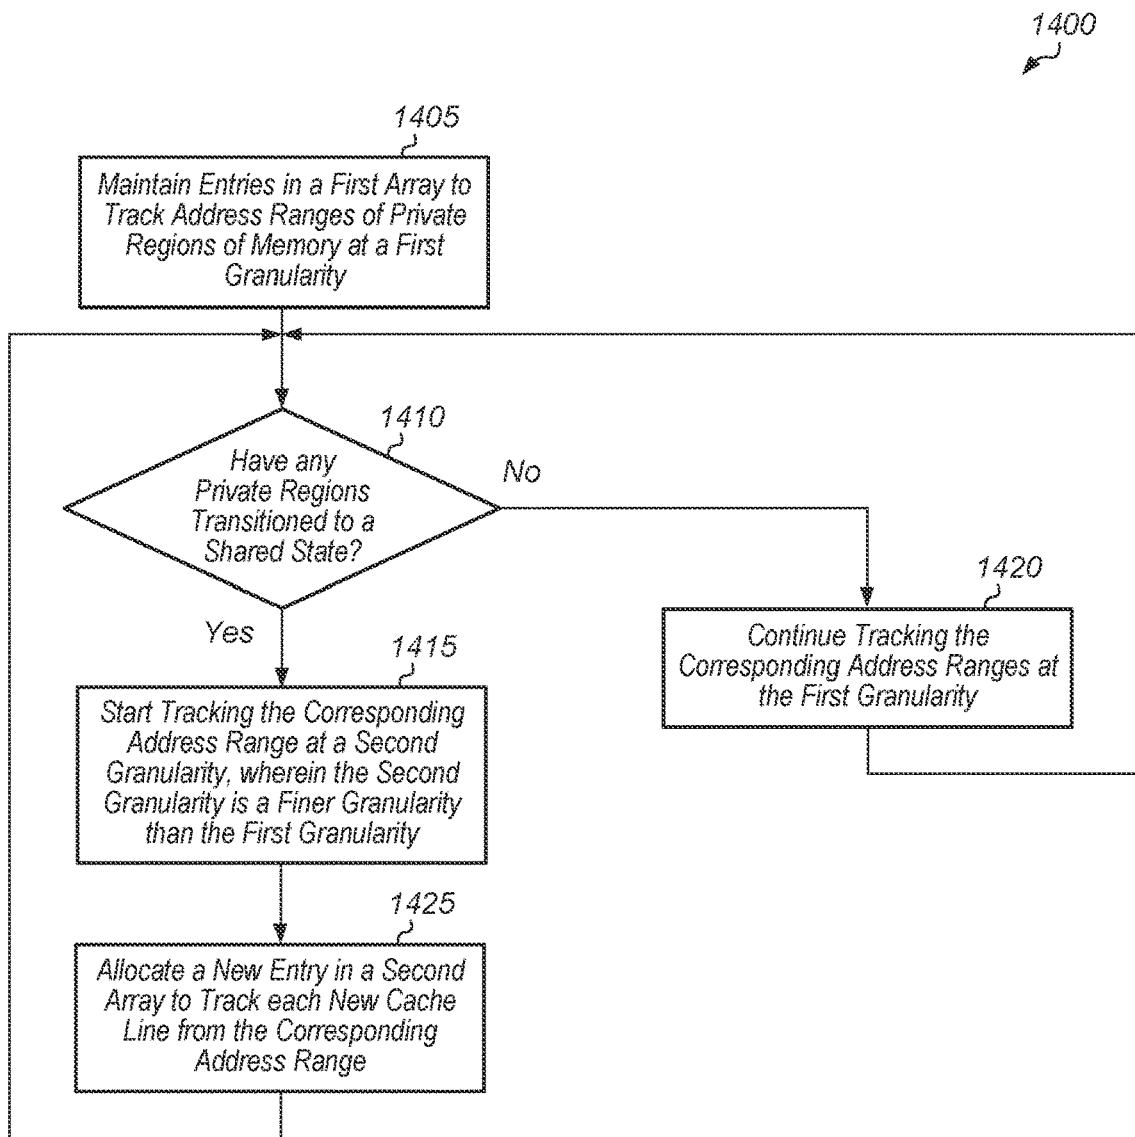 1400
1405
Maintain Entries in a First Array to
Track Address Ranges of Private
Regions of Memory at a First
Granularity
1410
Have any
Private Regions
Transitioned to a
Shared State?
No
Yes
1415
Start Tracking the Corresponding
Address Range at a Second
Granularity, wherein the Second
Granularity is a Finer Granularity
than the First Granularity
1420
Continue Tracking the
Corresponding Address Ranges at
the First Granularity
1425
Allocate a New Entry in a Second
Array to Track each New Cache
Line from the Corresponding
Address Range